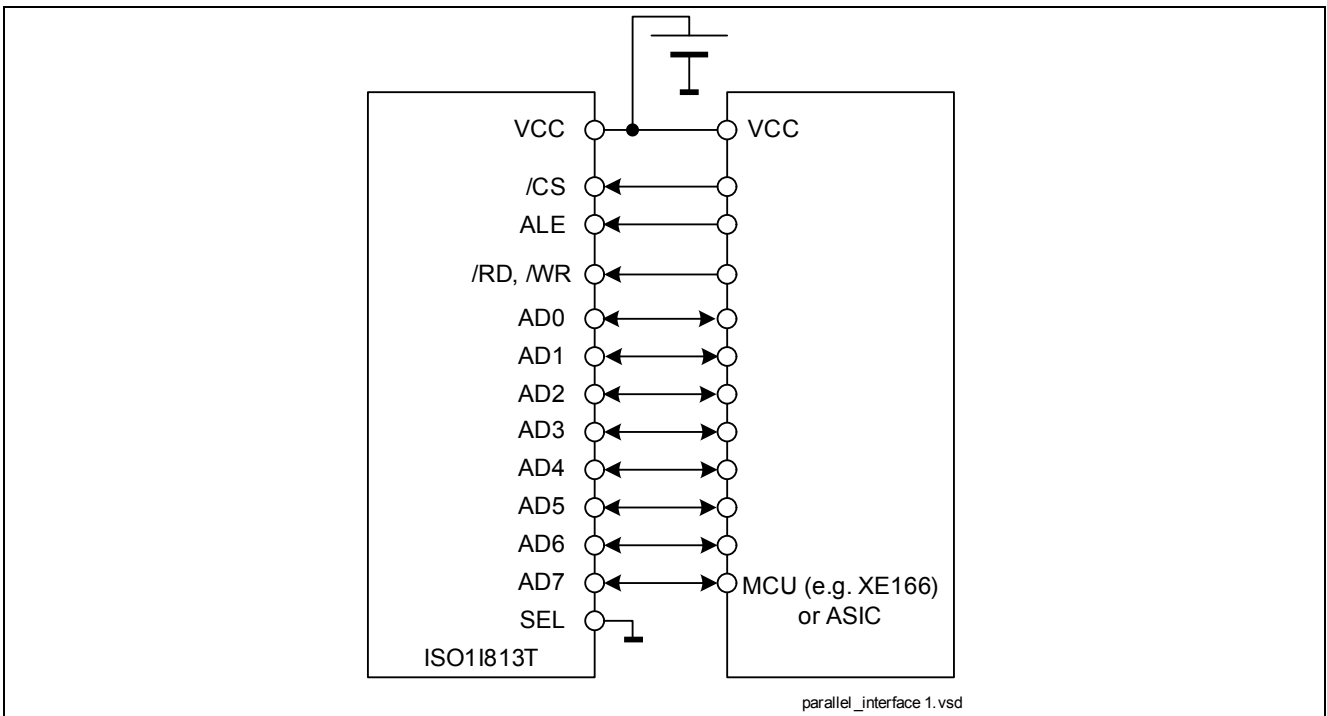 VCC VCC
/CS
ALE
/RD, /WR
AD0
AD1
AD2
AD3
AD4
AD5
AD6
AD7 MCU (e.g. XE166)
SEL or ASIC
ISO1I813T
parallel_interface 1.vsd